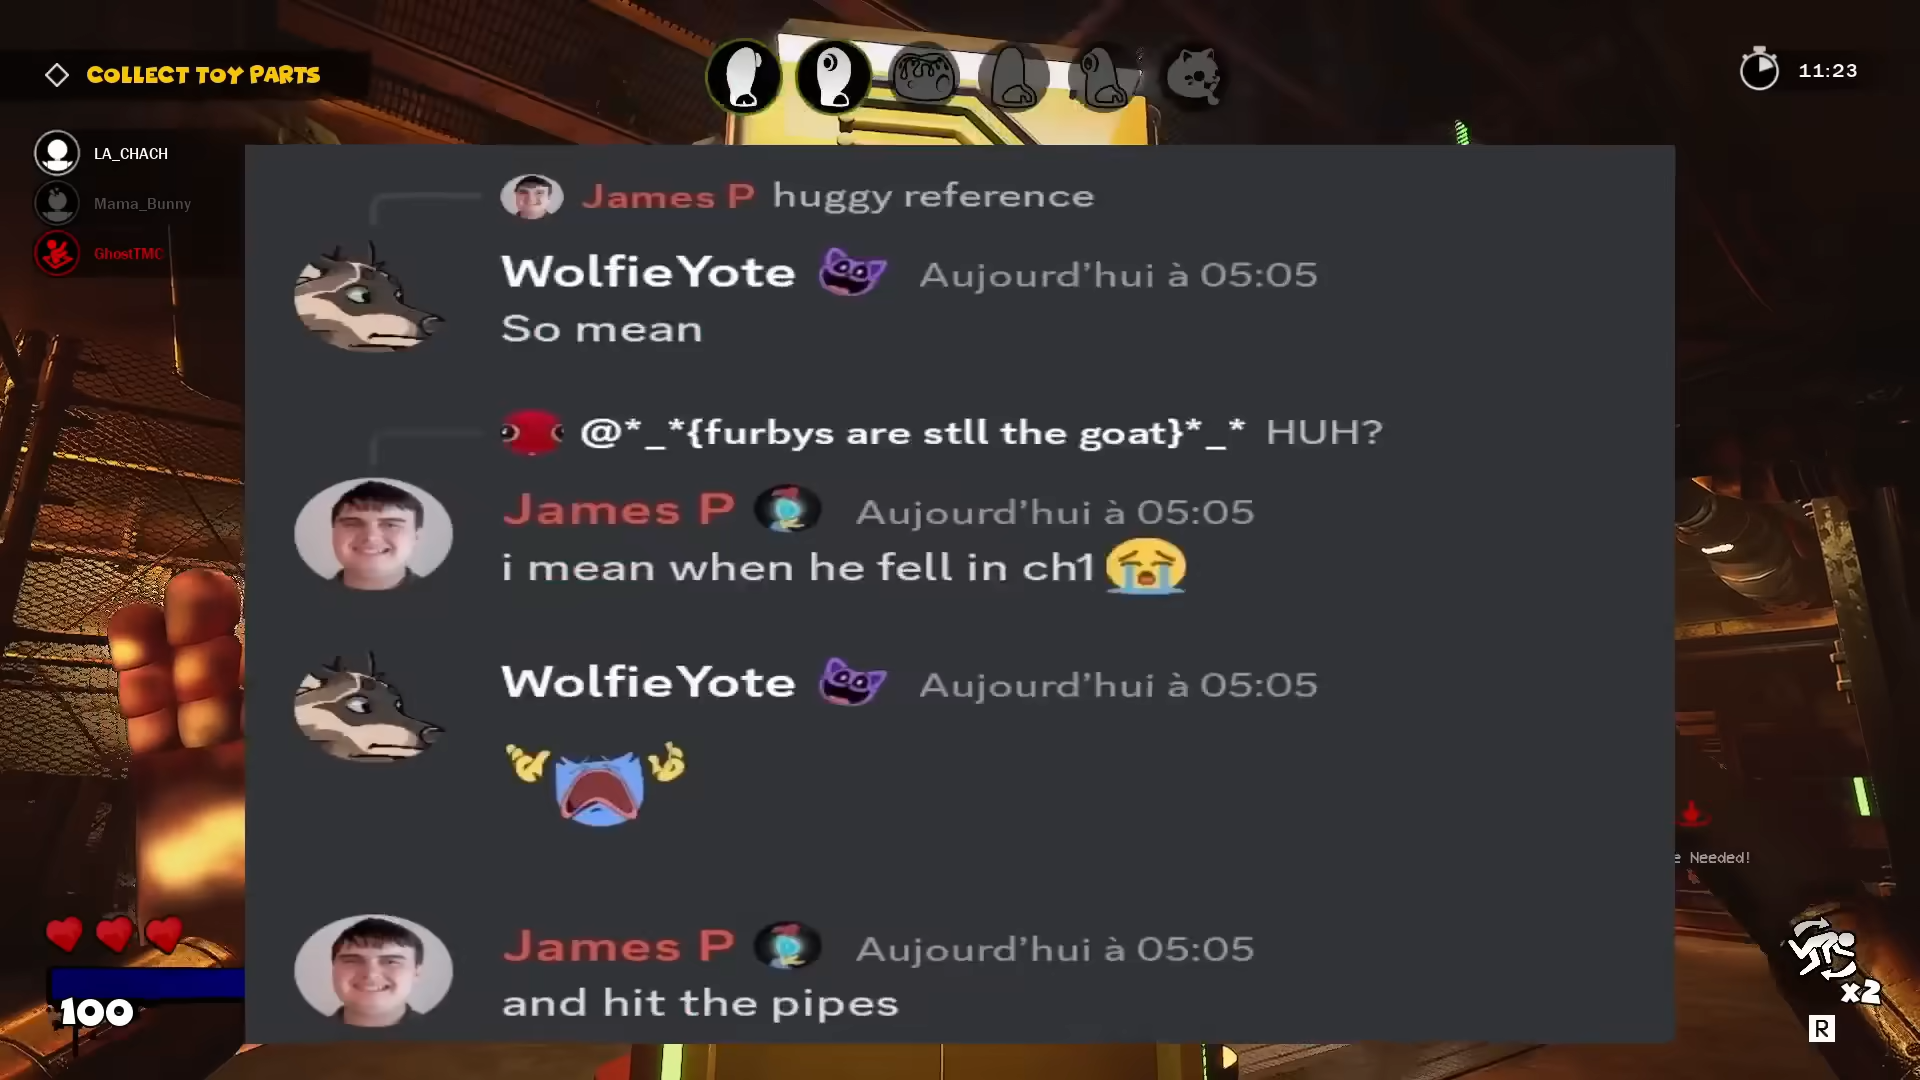 COLLECT TOY PARTS
11:23
LA_CHACH
Mama_Bunny
GhostTMC
James P huggy reference
WolfieYote Aujourd'hui à 05:05
So mean
@*_*{furbys are stll the goat}*_* HUH?
James P Aujourd'hui à 05:05
i mean when he fell in ch1
WolfieYote Aujourd'hui à 05:05
James P Aujourd'hui à 05:05
and hit the pipes
Needed!
100
x2
R